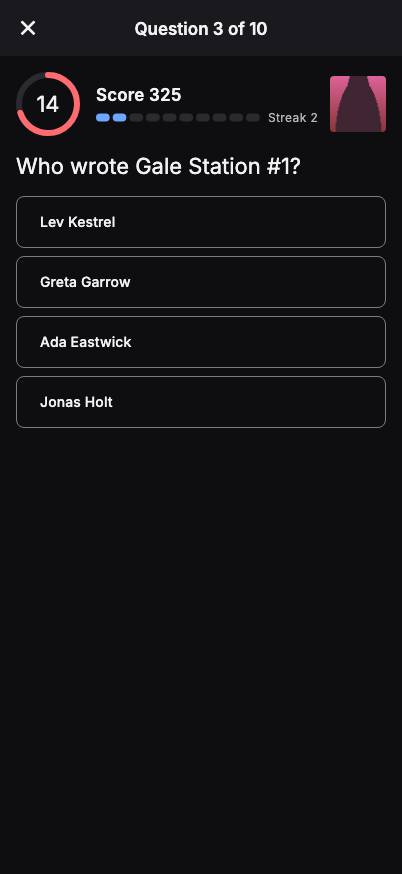 Question 3 of 10
14
Score 325
Streak 2
Who wrote Gale Station #1?
Lev Kestrel
Greta Garrow
Ada Eastwick
Jonas Holt